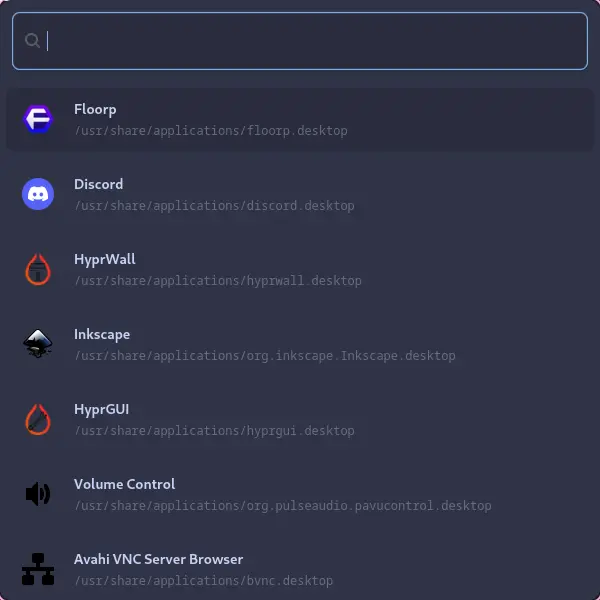 Floorp
/usr/share/applications/floorp.desktop
Discord
/usr/share/applications/discord.desktop
HyprWall
/usr/share/applications/hyprwall.desktop
Inkscape
/usr/share/applications/org.inkscape.Inkscape.desktop
HyprGUI
/usr/share/applications/hyprgui.desktop
Volume Control
/usr/share/applications/org.pulseaudio.pavucontrol.desktop
Avahi VNC Server Browser
/usr/share/applications/bvnc.desktop